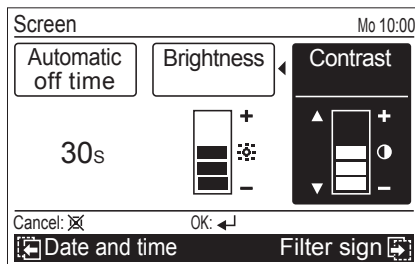 Screen Mo 10:00
Automatic off time
Brightness
Contrast
30s
+
+
–
–
Cancel: OK:
Date and time Filter sign